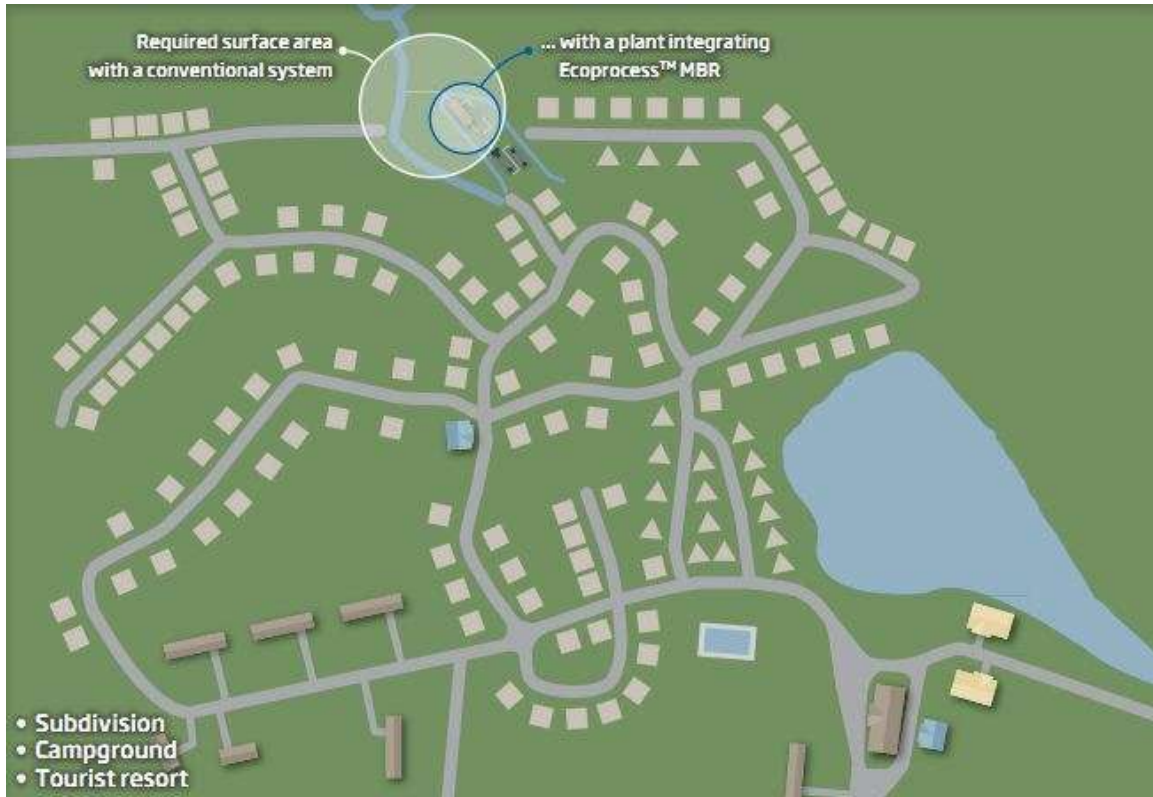 Required surface area
with a conventional system
... with a plant integrating
Ecoprocess™ MBR
• Subdivision
• Campground
• Tourist resort